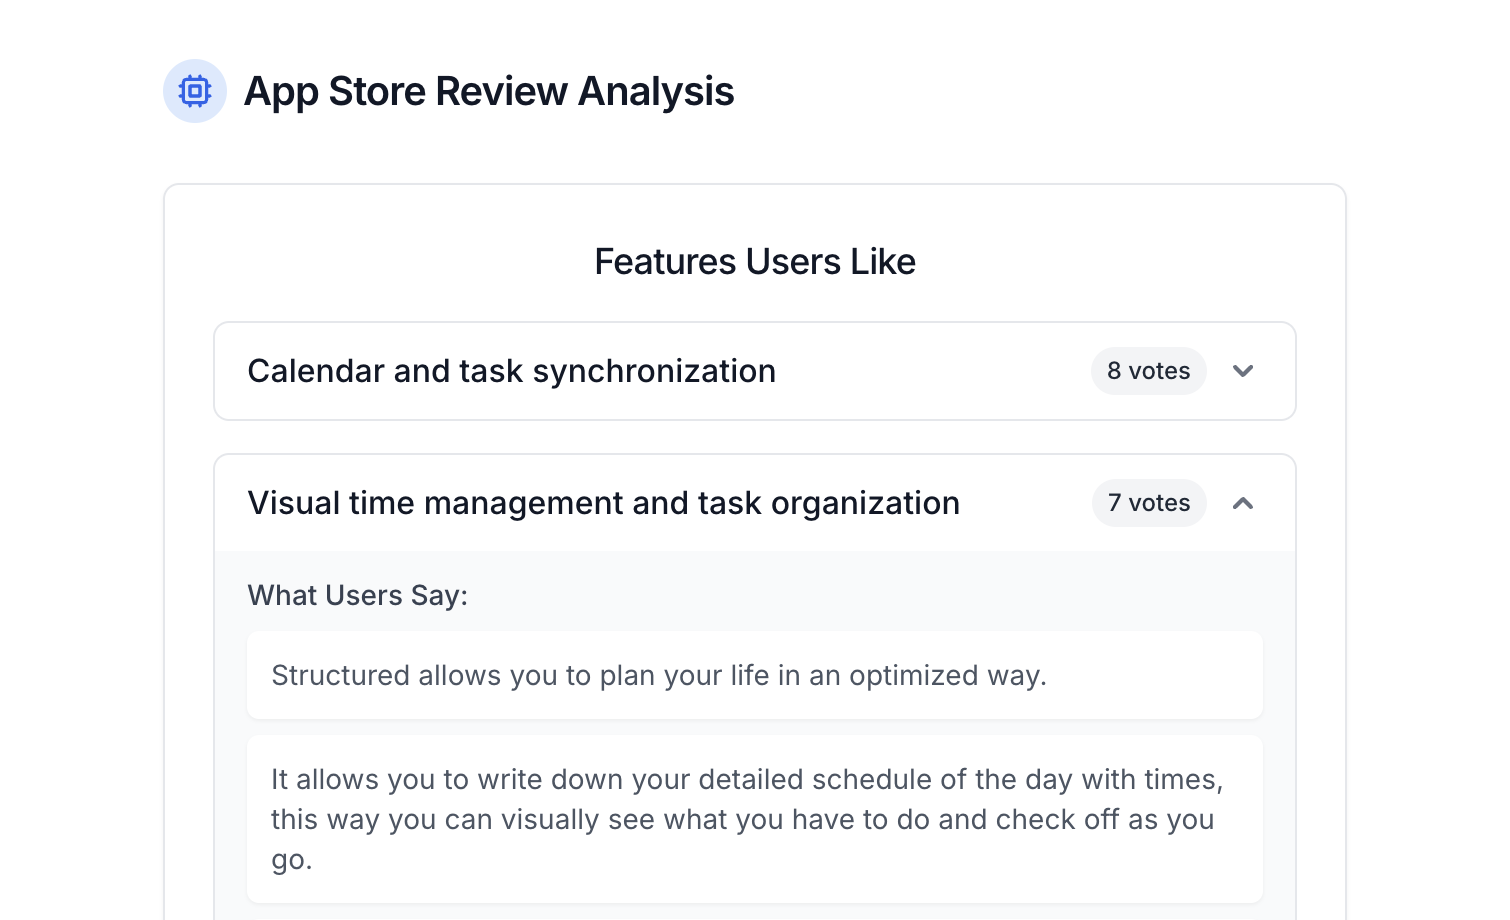 App Store Review Analysis
Features Users Like
Calendar and task synchronization
8 votes
Visual time management and task organization
7 votes
What Users Say:
Structured allows you to plan your life in an optimized way.
It allows you to write down your detailed schedule of the day with times,
this way you can visually see what you have to do and check off as you
go.